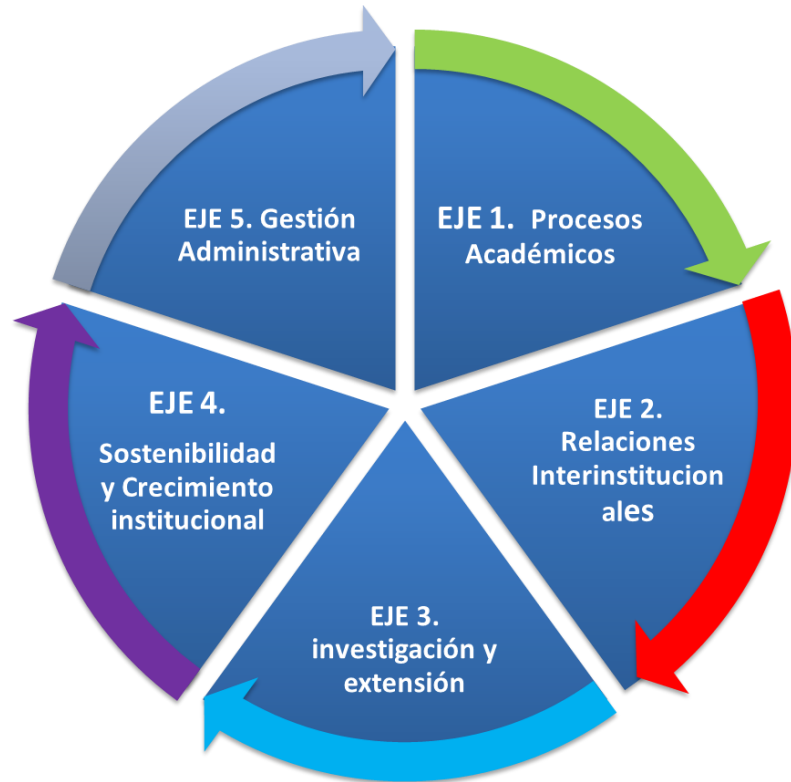 EJE 1. Procesos
Académicos
EJE 2.
Relaciones
Interinstitucion
ales
EJE 3.
investigación y
extensión
EJE 4.
Sostenibilidad
y Crecimiento
institucional
EJE 5. Gestión
Administrativa